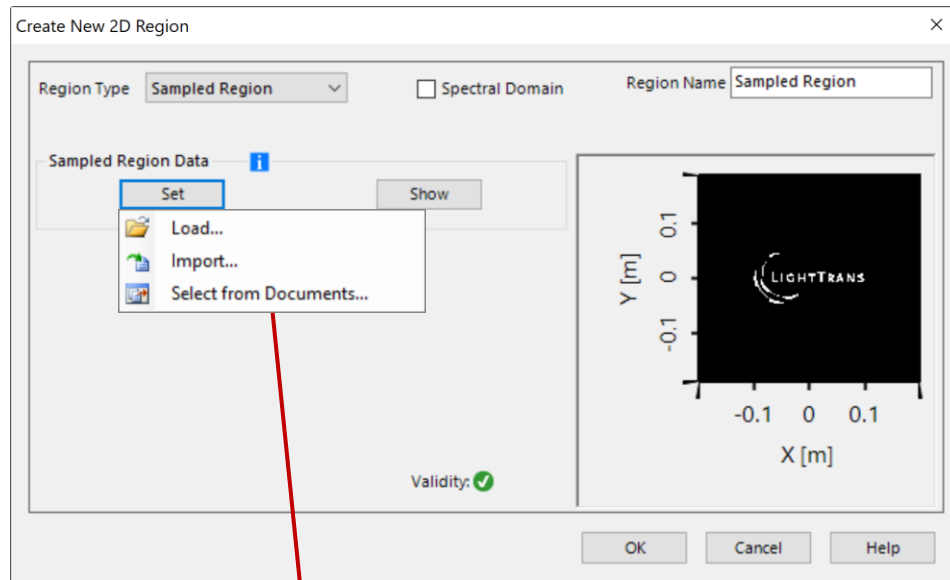 Create New 2D Region
Region Type Sampled Region Spectral Domain Region Name Sampled Region
Sampled Region Data
Set Show
Load...
Import...
Select from Documents...
Y [m]
0.1
0
-0.1
LIGHTTRANS
-0.1 0 0.1
X [m]
Validity:
OK Cancel Help